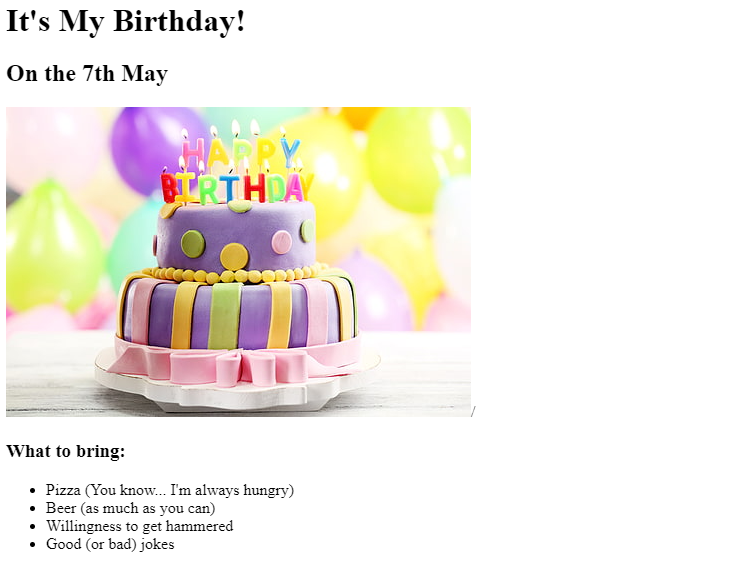 It's My Birthday!
On the 7th May
HAPPY
BIRTHDAY
/
What to bring:
Pizza (You know... I'm always hungry)
Beer (as much as you can)
Willingness to get hammered
Good (or bad) jokes